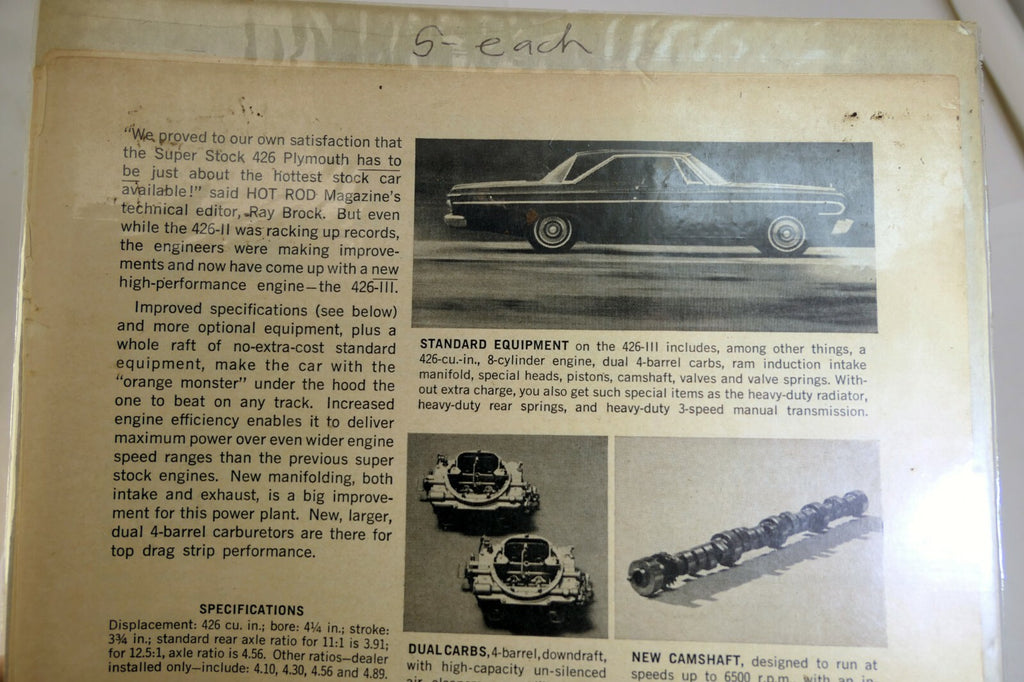 5- each
"We proved to our own satisfaction that
the Super Stock 426 Plymouth has to
be just about the hottest stock car
available!" said HOT ROD Magazine's
technical editor, Ray Brock. But even
while the 426-II was racking up records,
the engineers were making improve-
ments and now have come up with a new
high-performance engine—the 426-III.
Improved specifications (see below)
and more optional equipment, plus a
whole raft of no-extra-cost standard
equipment, make the car with the
"orange monster" under the hood the
one to beat on any track. Increased
engine efficiency enables it to deliver
maximum power over even wider engine
speed ranges than the previous super
stock engines. New manifolding, both
intake and exhaust, is a big improve-
ment for this power plant. New, larger,
dual 4-barrel carburetors are there for
top drag strip performance.
SPECIFICATIONS
Displacement: 426 cu. in.; bore: 4¼ in.; stroke:
3¾ in.; standard rear axle ratio for 11:1 is 3.91;
for 12.5:1, axle ratio is 4.56. Other ratios—dealer
installed only—include: 4.10, 4.30, 4.56 and 4.89.
STANDARD EQUIPMENT on the 426-III includes, among other things, a
426-cu.-in., 8-cylinder engine, dual 4-barrel carbs, ram induction intake
manifold, special heads, pistons, camshaft, valves and valve springs. With-
out extra charge, you also get such special items as the heavy-duty radiator,
heavy-duty rear springs, and heavy-duty 3-speed manual transmission.
DUAL CARBS, 4-barrel, downdraft,
with high-capacity un-silenced
NEW CAMSHAFT, designed to run at
speeds up to 6500 r.p.m. with an in-